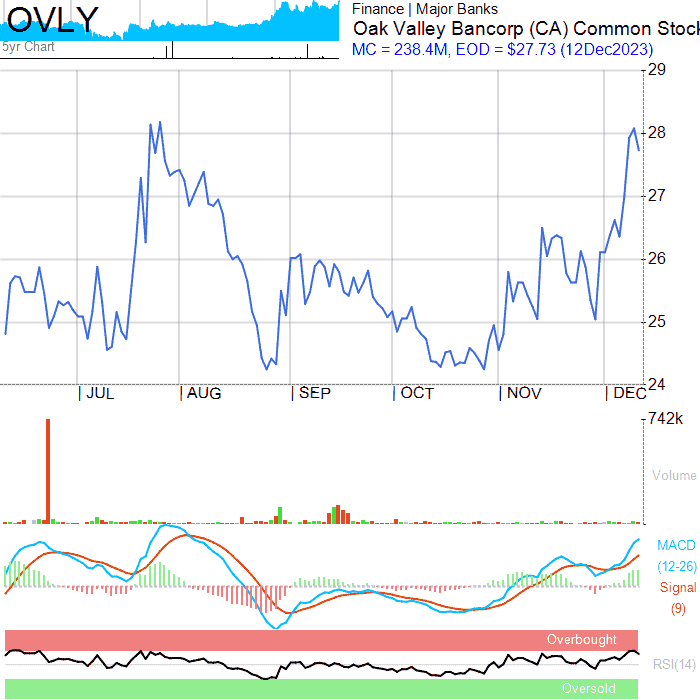 OVLY
5yr Chart
Finance | Major Banks
Oak Valley Bancorp (CA) Common Stock
MC = 238.4M, EOD = $27.73 (12Dec2023)
29
28
27
26
25
24
JUL AUG SEP OCT NOV DEC
742k
Volume
MACD
(12-26)
Signal
(9)
Overbought
RSI(14)
Oversold